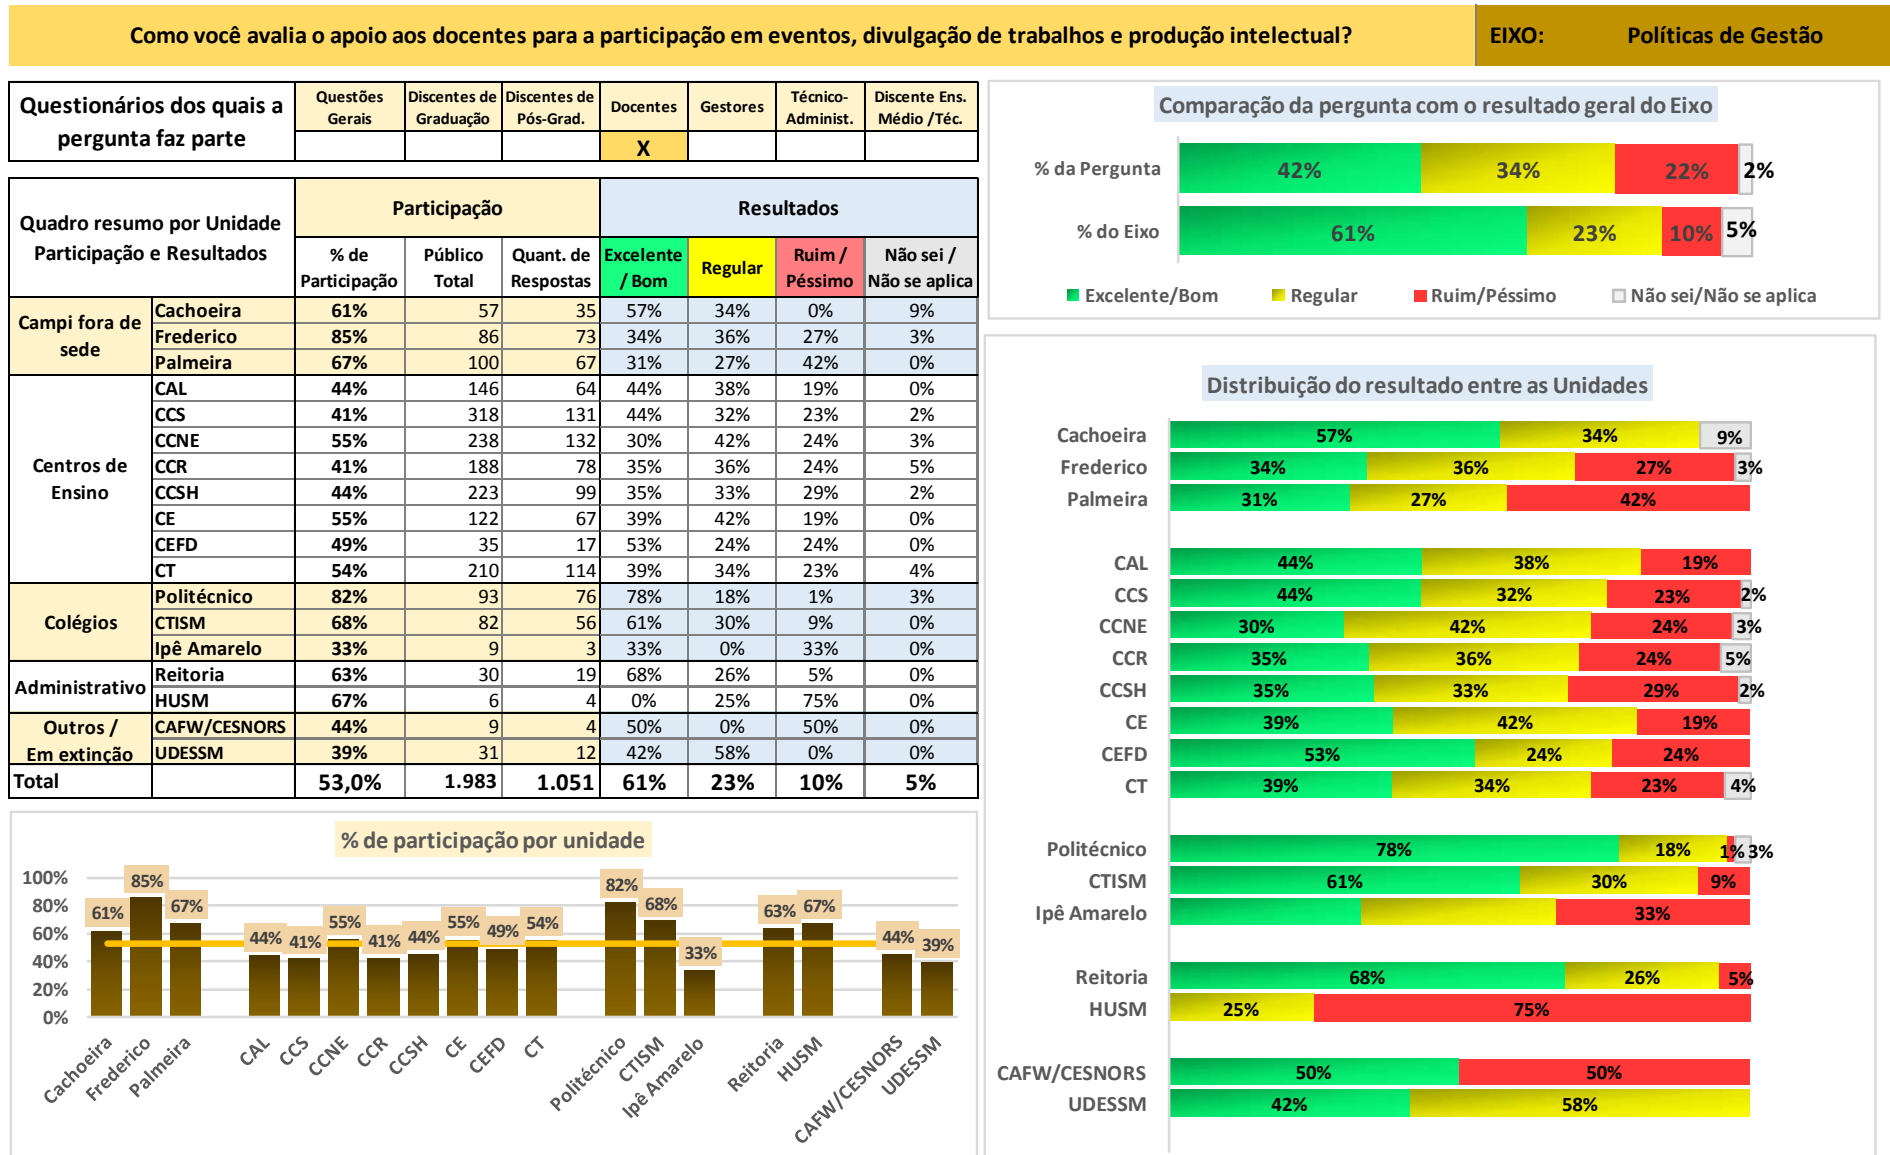 Como você avalia o apoio aos docentes para a participação em eventos, divulgação de trabalhos e produção intelectual?
EIXO: Políticas de Gestão
Questionários dos quais a pergunta faz parte
Questões Gerais
Discentes de Graduação
Discentes de Pós-Grad.
Docentes
Gestores
Técnico-Administ.
Discente Ens. Médio /Téc.
X
Quadro resumo por Unidade
Participação e Resultados
Participação
Resultados
% de Participação
Público Total
Quant. de Respostas
Excelente / Bom
Regular
Ruim / Péssimo
Não sei / Não se aplica
Campi fora de sede
Cachoeira 61% 57 35 57% 34% 0% 9%
Frederico 85% 86 73 34% 36% 27% 3%
Palmeira 67% 100 67 31% 27% 42% 0%
Centros de Ensino
CAL 44% 146 64 44% 38% 19% 0%
CCS 41% 318 131 44% 32% 23% 2%
CCNE 55% 238 132 30% 42% 24% 3%
CCR 41% 188 78 35% 36% 24% 5%
CCSH 44% 223 99 35% 33% 29% 2%
CE 55% 122 67 39% 42% 19% 0%
CEFD 49% 35 17 53% 24% 24% 0%
CT 54% 210 114 39% 34% 23% 4%
Colégios
Politécnico 82% 93 76 78% 18% 1% 3%
CTISM 68% 82 56 61% 30% 9% 0%
Ipê Amarelo 33% 9 3 33% 0% 33% 0%
Administrativo
Reitoria 63% 30 19 68% 26% 5% 0%
HUSM 67% 6 4 0% 25% 75% 0%
Outros / Em extinção
CAFW/CESNORS 44% 9 4 50% 0% 50% 0%
UDESSM 39% 31 12 42% 58% 0% 0%
Total 53,0% 1.983 1.051 61% 23% 10% 5%
% de participação por unidade
100%
80%
60%
40%
20%
0%
61% 85% 67% 44% 41% 55% 41% 44% 55% 49% 54% 82% 68% 33% 63% 67% 44% 39%
Cachoeira Frederico Palmeira CAL CCS CCNE CCR CCSH CE CEFD CT Politécnico CTISM Ipê Amarelo Reitoria HUSM CAFW/CESNORS UDESSM
Comparação da pergunta com o resultado geral do Eixo
% da Pergunta 42% 34% 22% 2%
% do Eixo 61% 23% 10% 5%
Excelente/Bom Regular Ruim/Péssimo Não sei/Não se aplica
Distribuição do resultado entre as Unidades
Cachoeira 57% 34% 9%
Frederico 34% 36% 27% 3%
Palmeira 31% 27% 42%
CAL 44% 38% 19%
CCS 44% 32% 23% 2%
CCNE 30% 42% 24% 3%
CCR 35% 36% 24% 5%
CCSH 35% 33% 29% 2%
CE 39% 42% 19%
CEFD 53% 24% 24%
CT 39% 34% 23% 4%
Politécnico 78% 18% 1% 3%
CTISM 61% 30% 9%
Ipê Amarelo 33%
Reitoria 68% 26% 5%
HUSM 25% 75%
CAFW/CESNORS 50% 50%
UDESSM 42% 58%